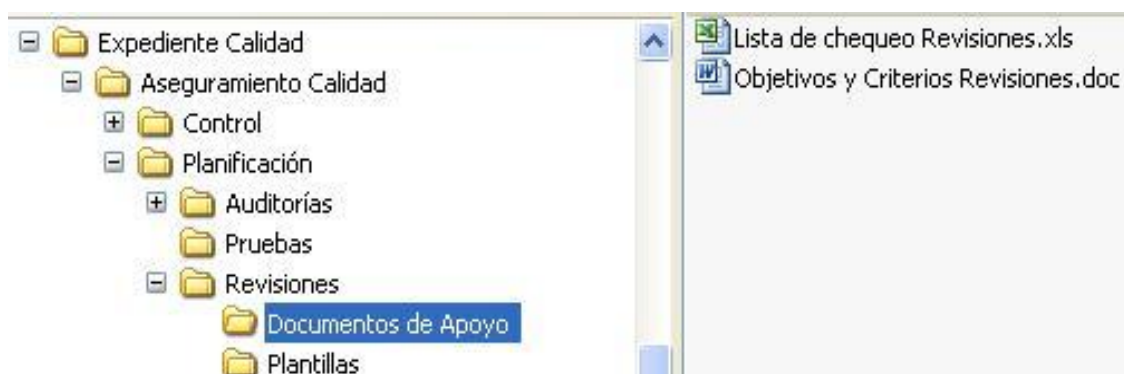 Expediente Calidad
Aseguramiento Calidad
Control
Planificación
Auditorías
Pruebas
Revisiones
Documentos de Apoyo
Plantillas
Lista de chequeo Revisiones.xls
Objetivos y Criterios Revisiones.doc